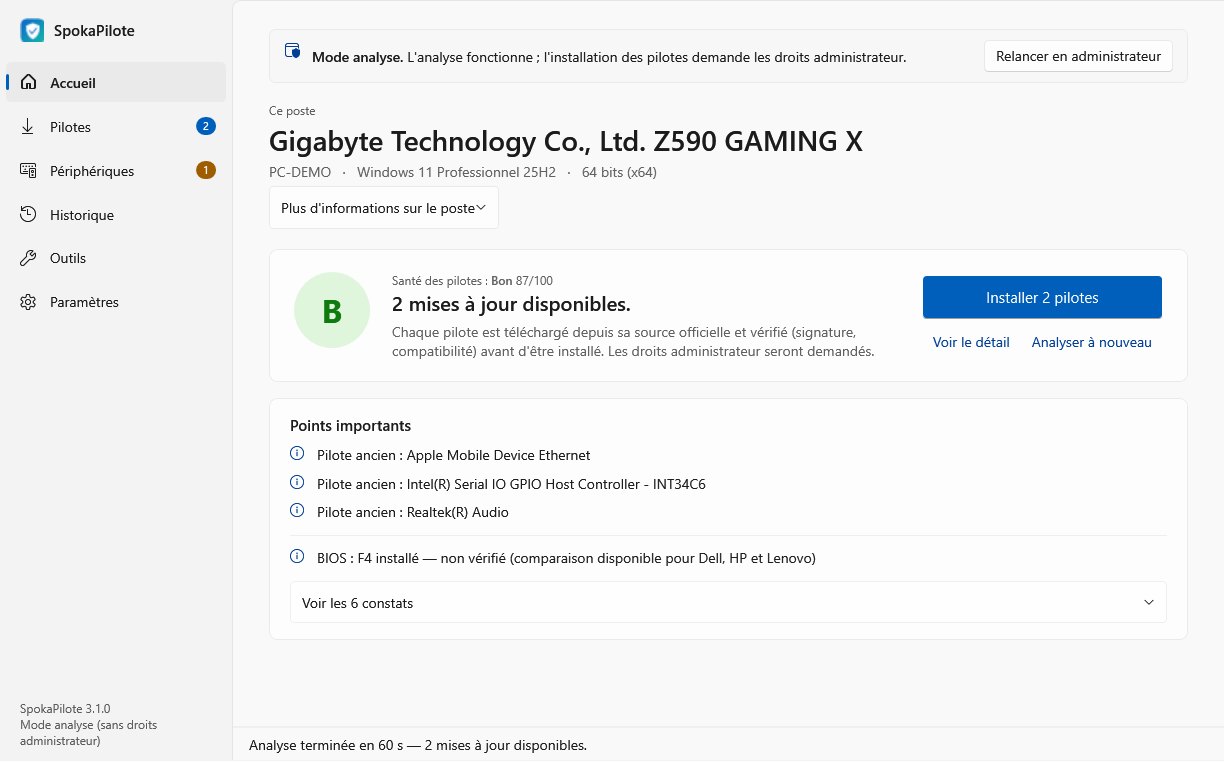 SpokaPilote
Accueil
Pilotes
2
Périphériques
1
Historique
Outils
Paramètres
SpokaPilote 3.1.0
Mode analyse (sans droits
administrateur)
Mode analyse. L'analyse fonctionne ; l'installation des pilotes demande les droits administrateur.
Relancer en administrateur
Ce poste
Gigabyte Technology Co., Ltd. Z590 GAMING X
PC-DEMO · Windows 11 Professionnel 25H2 · 64 bits (x64)
Plus d'informations sur le poste
B
Santé des pilotes : Bon 87/100
2 mises à jour disponibles.
Chaque pilote est téléchargé depuis sa source officielle et vérifié (signature,
compatibilité) avant d'être installé. Les droits administrateur seront demandés.
Installer 2 pilotes
Voir le détail
Analyser à nouveau
Points importants
Pilote ancien : Apple Mobile Device Ethernet
Pilote ancien : Intel(R) Serial IO GPIO Host Controller - INT34C6
Pilote ancien : Realtek(R) Audio
BIOS : F4 installé — non vérifié (comparaison disponible pour Dell, HP et Lenovo)
Voir les 6 constats
Analyse terminée en 60 s — 2 mises à jour disponibles.